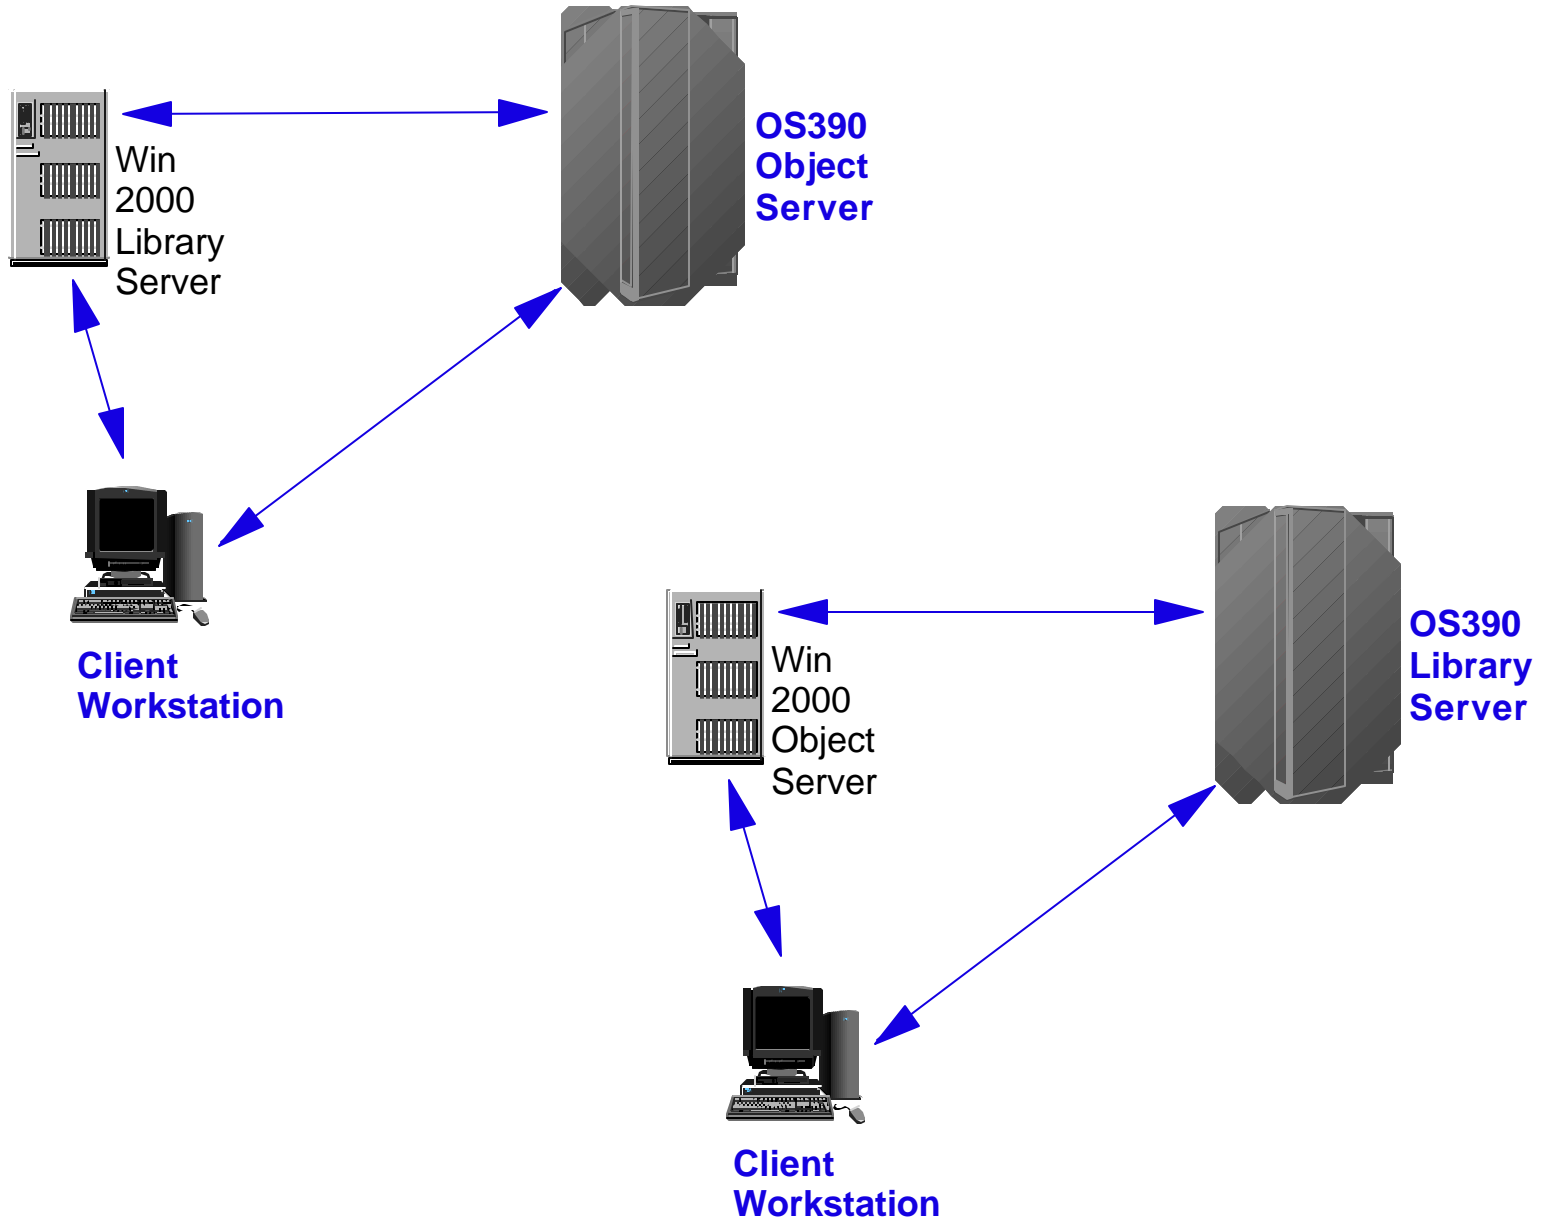 OS390
Object
Server
Win
2000
Library
Server
Client
Workstation
OS390
Library
Server
Win
2000
Object
Server
Client
Workstation